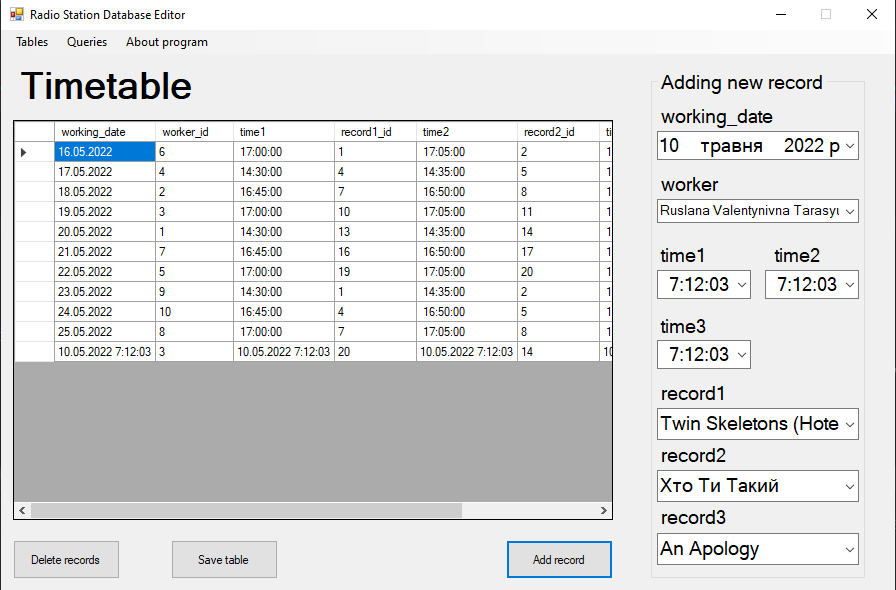 Radio Station Database Editor
Tables Queries About program
Timetable
working_date worker_id time1 record1_id time2 record2_id ti
16.05.2022 6 17:00:00 1 17:05:00 2 1
17.05.2022 4 14:30:00 4 14:35:00 5 1
18.05.2022 2 16:45:00 7 16:50:00 8 1
19.05.2022 3 17:00:00 10 17:05:00 11 1
20.05.2022 1 14:30:00 13 14:35:00 14 1
21.05.2022 7 16:45:00 16 16:50:00 17 1
22.05.2022 5 17:00:00 19 17:05:00 20 1
23.05.2022 9 14:30:00 1 14:35:00 2 1
24.05.2022 10 16:45:00 4 16:50:00 5 1
25.05.2022 8 17:00:00 7 17:05:00 8 1
10.05.2022 7:12:03 3 10.05.2022 7:12:03 20 10.05.2022 7:12:03 14 10
Delete records Save table Add record
Adding new record
working_date
10 травня 2022 р
worker
Ruslana Valentynivna Tarasyu
time1 time2
7:12:03 7:12:03
time3
7:12:03
record1
Twin Skeletons (Hote
record2
Хто Ти Такий
record3
An Apology